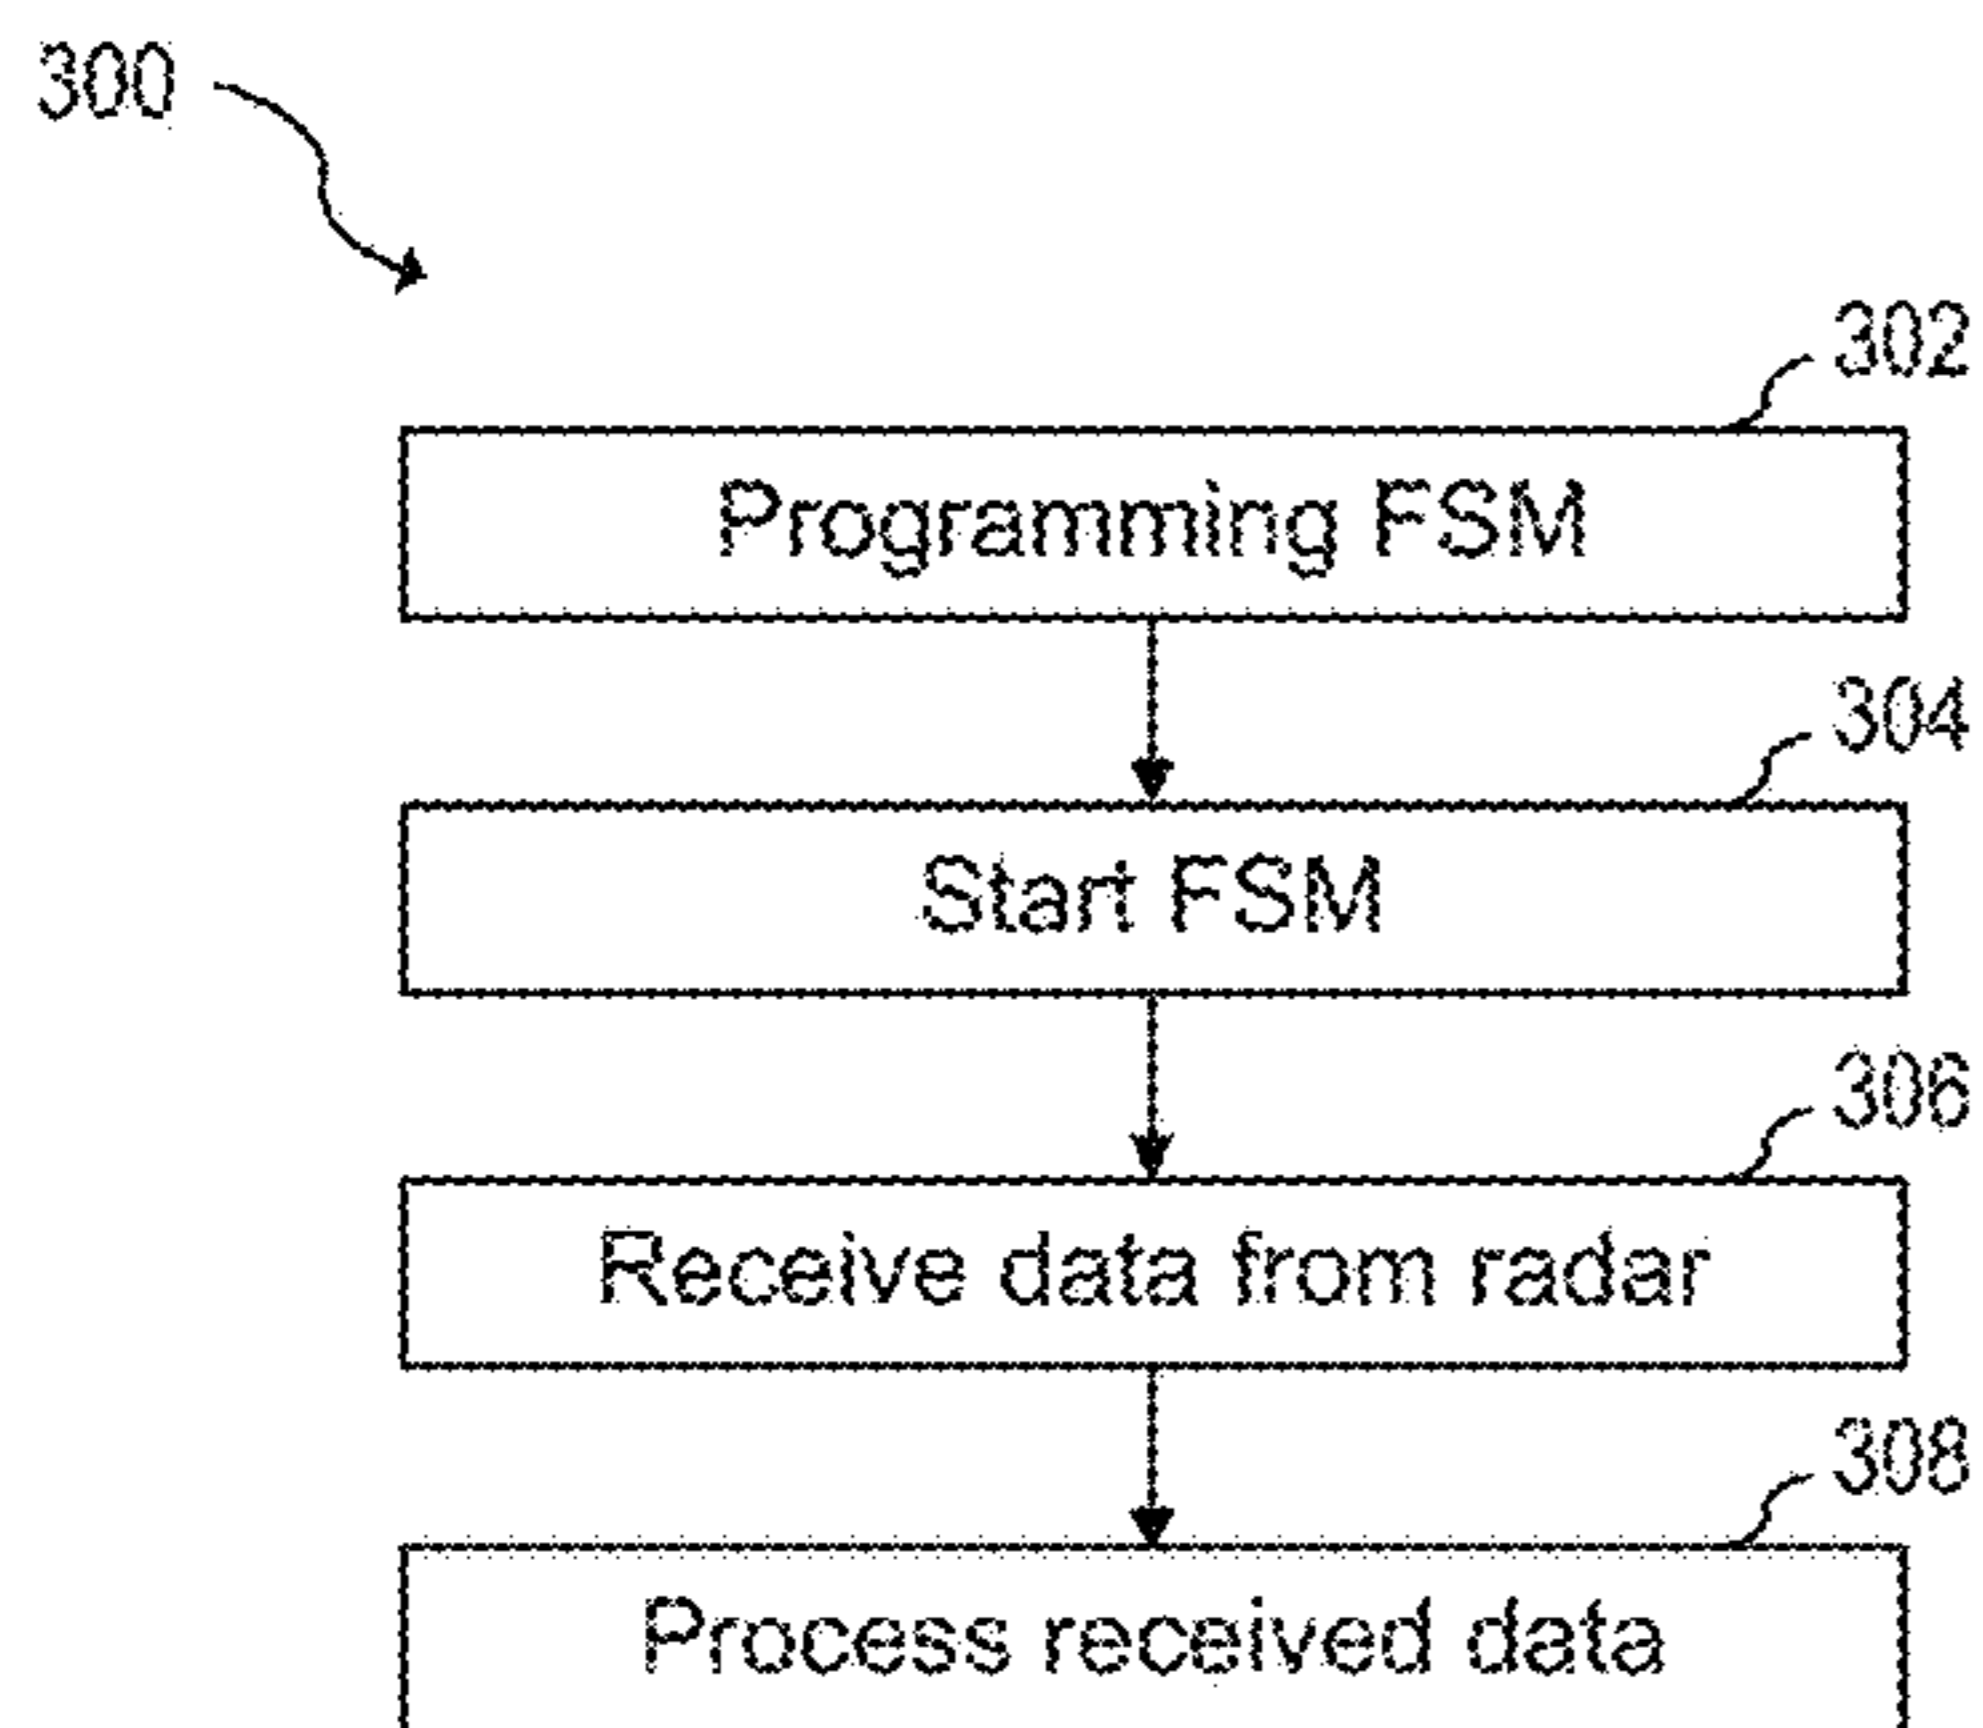 300
302
Programming FSM
304
Start FSM
306
Receive data from radar
308
Process received data